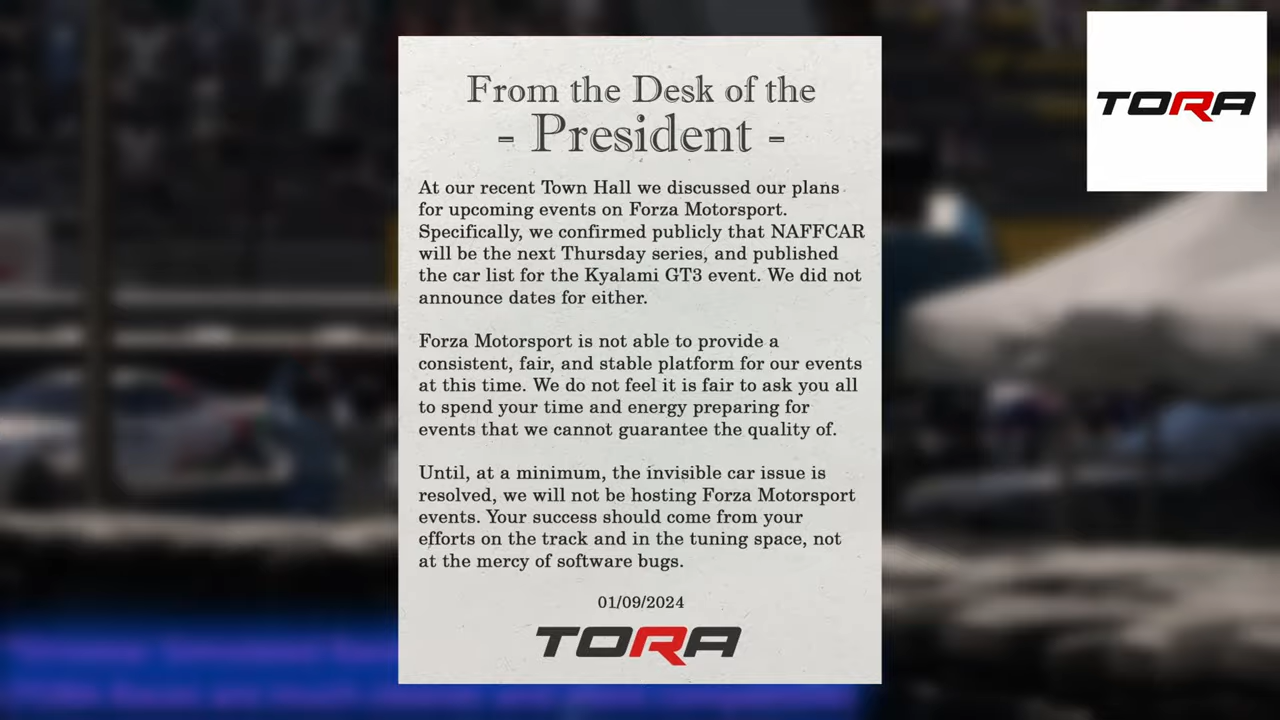 From the Desk of the
- President -
TORA
At our recent Town Hall we discussed our plans
for upcoming events on Forza Motorsport.
Specifically, we confirmed publicly that NAFFCAR
will be the next Thursday series, and published
the car list for the Kyalami GT3 event. We did not
announce dates for either.
Forza Motorsport is not able to provide a
consistent, fair, and stable platform for our events
at this time. We do not feel it is fair to ask you all
to spend your time and energy preparing for
events that we cannot guarantee the quality of.
Until, at a minimum, the invisible car issue is
resolved, we will not be hosting Forza Motorsport
events. Your success should come from your
efforts on the track and in the tuning space, not
at the mercy of software bugs.
01/09/2024
TORA